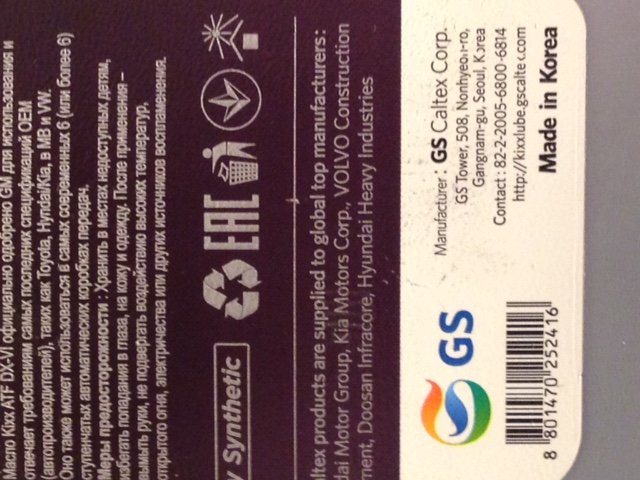 Масло Kixx ATF DX-VI официально одобрено GM для использования и
отвечает требованиям самых последних спецификаций OEM
(автопроизводителей), таких как Toyota, Hyndai/Kia, в MB и VW.
Оно также может использоваться в самых современных 6 (или более 6)
ступенчатых автоматических коробках передач.
Меры предосторожности : Хранить в местах недоступных детям,
избегать попадания в глаза, на кожу и одежду. После применения –
вымыть руки, не подвергать воздействию высоких температур,
открытого огня, электричества или других источников воспламенения.
y Synthetic
EAC
ltex products are supplied to global top manufacturers:
dai Motor Group, Kia Motors Corp., VOLVO Construction
ment, Doosan Infracore, Hyundai Heavy Industries
GS
Manufacturer : GS Caltex Corp.
GS Tower, 508, Nonhyeon-ro,
Gangnam-gu, Seoul, Korea
Contact : 82-2-2005-6800·6814
http://kixxlube.gscaltex.com
Made in Korea
8 801470 252416